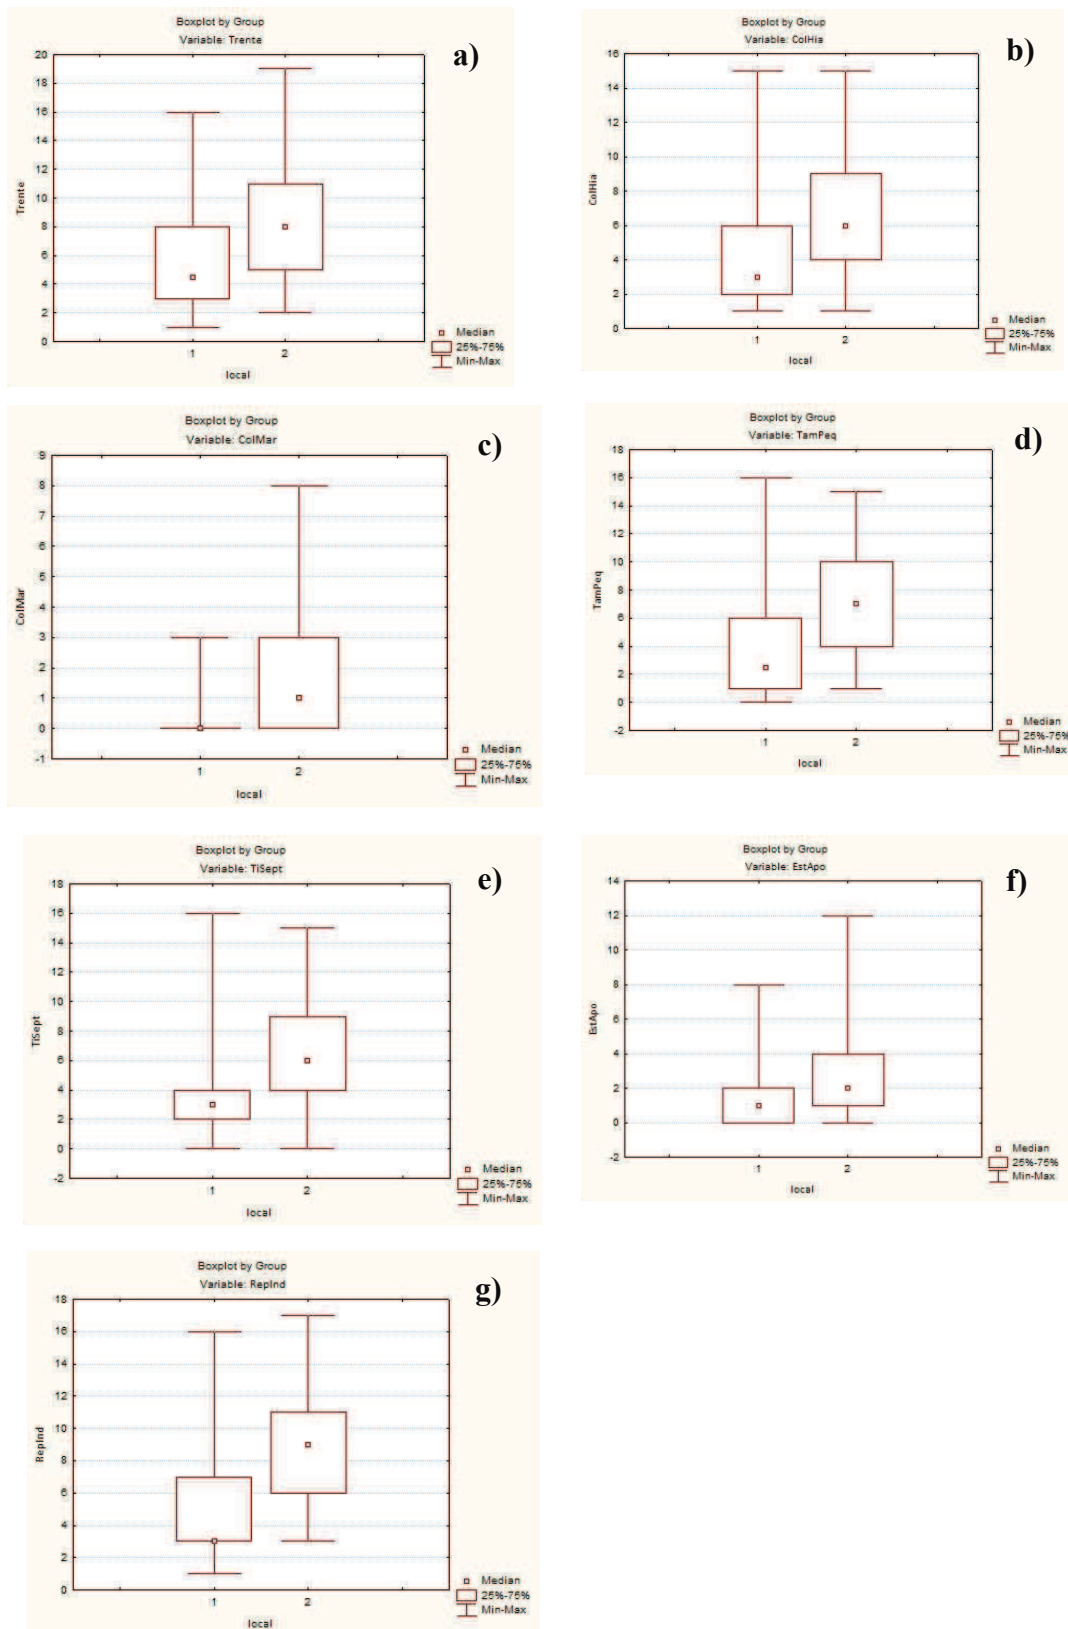 Boxplot by Group
Variable: Trente
a)
20
18
16
14
12
10
8
6
4
2
0
Trente
1 2
local
Median
25%-75%
Min-Max
Boxplot by Group
Variable: ColHia
b)
16
14
12
10
8
6
4
2
0
ColHia
1 2
local
Median
25%-75%
Min-Max
Boxplot by Group
Variable: ColMar
c)
9
8
7
6
5
4
3
2
1
0
-1
ColMar
1 2
local
Median
25%-75%
Min-Max
Boxplot by Group
Variable: TamPeq
d)
18
16
14
12
10
8
6
4
2
0
-2
TamPeq
1 2
local
Median
25%-75%
Min-Max
Boxplot by Group
Variable: TiSept
e)
18
16
14
12
10
8
6
4
2
0
-2
TiSept
1 2
local
Median
25%-75%
Min-Max
Boxplot by Group
Variable: EstApo
f)
14
12
10
8
6
4
2
0
-2
EstApo
1 2
local
Median
25%-75%
Min-Max
Boxplot by Group
Variable: RepInd
g)
18
16
14
12
10
8
6
4
2
0
RepInd
1 2
local
Median
25%-75%
Min-Max